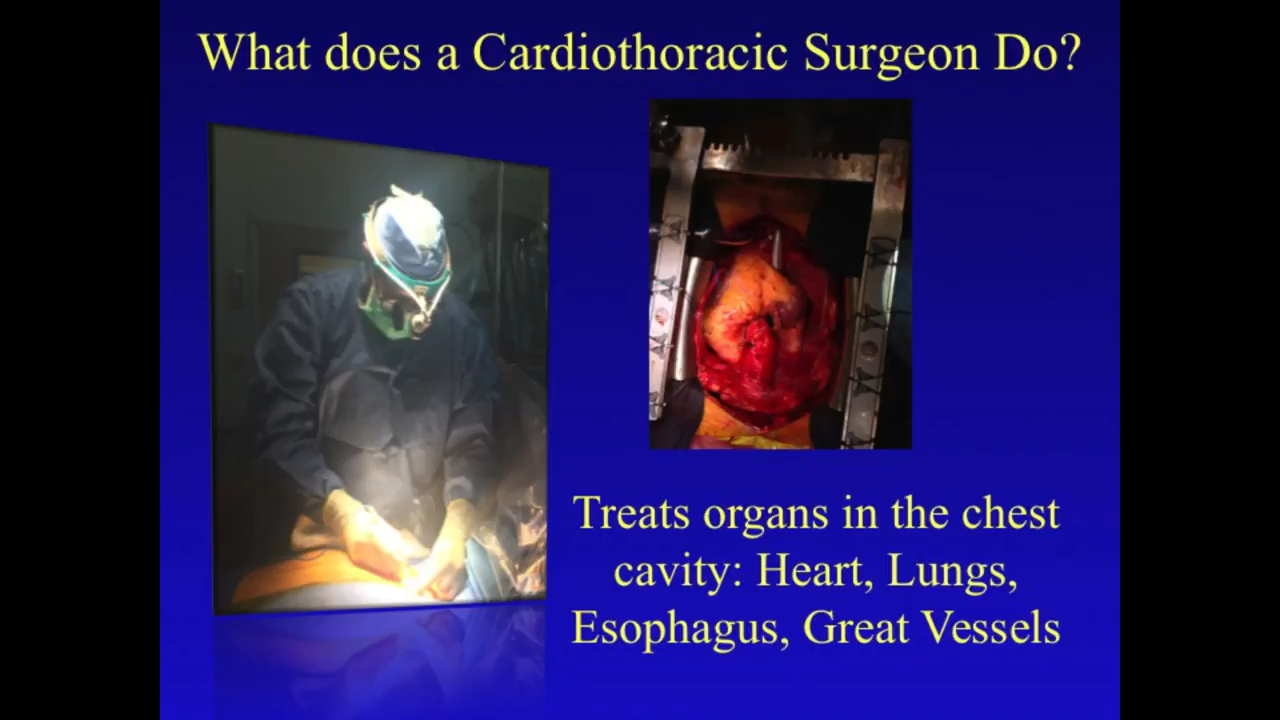 What does a Cardiothoracic Surgeon Do?
Treats organs in the chest
cavity: Heart, Lungs,
Esophagus, Great Vessels